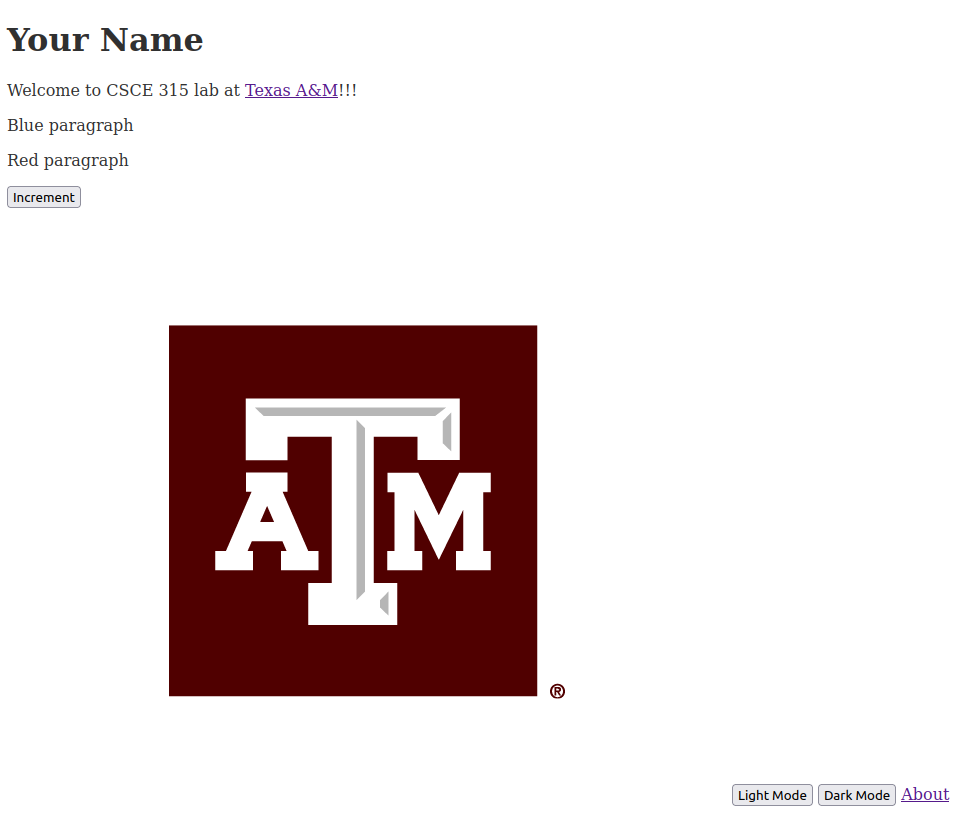 Your Name
Welcome to CSCE 315 lab at Texas A&M!!!
Blue paragraph
Red paragraph
Increment
ATM
®
Light Mode Dark Mode About